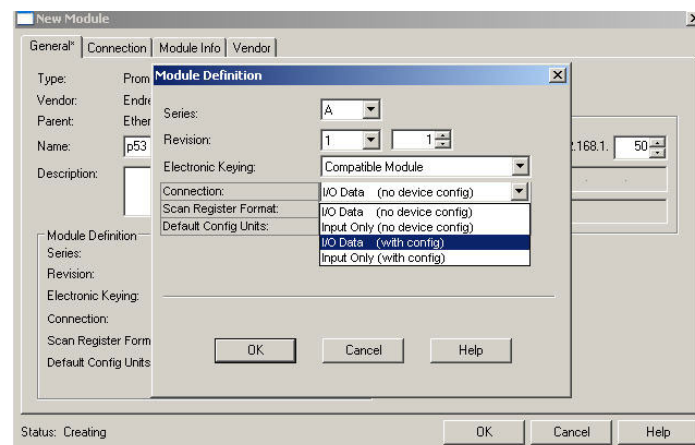 New Module
General* Connection Module Info Vendor
Type: Prom
Vendor: Endre
Parent: Ether
Name: p53
.168.1. 50
Description:
Module Definition
Series:
Revision:
Electronic Keying:
Connection:
Scan Register Form
Default Config Units
Status: Creating
OK Cancel Help
Module Definition
Series: A
Revision: 1 1
Electronic Keying: Compatible Module
Connection: I/O Data (no device config)
Scan Register Format:
Default Config Units:
I/O Data (no device config)
Input Only (no device config)
I/O Data (with config)
Input Only (with config)
OK Cancel Help